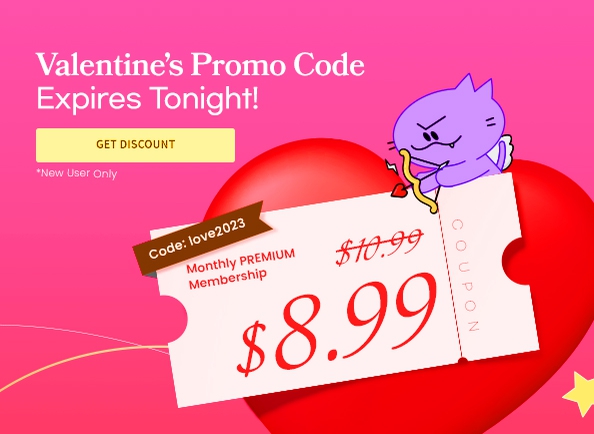 Valentine's Promo Code
Expires Tonight!
GET DISCOUNT
*New User Only
Code: love2023
Monthly PREMIUM
Membership
$10.99
$8.99
COUPON